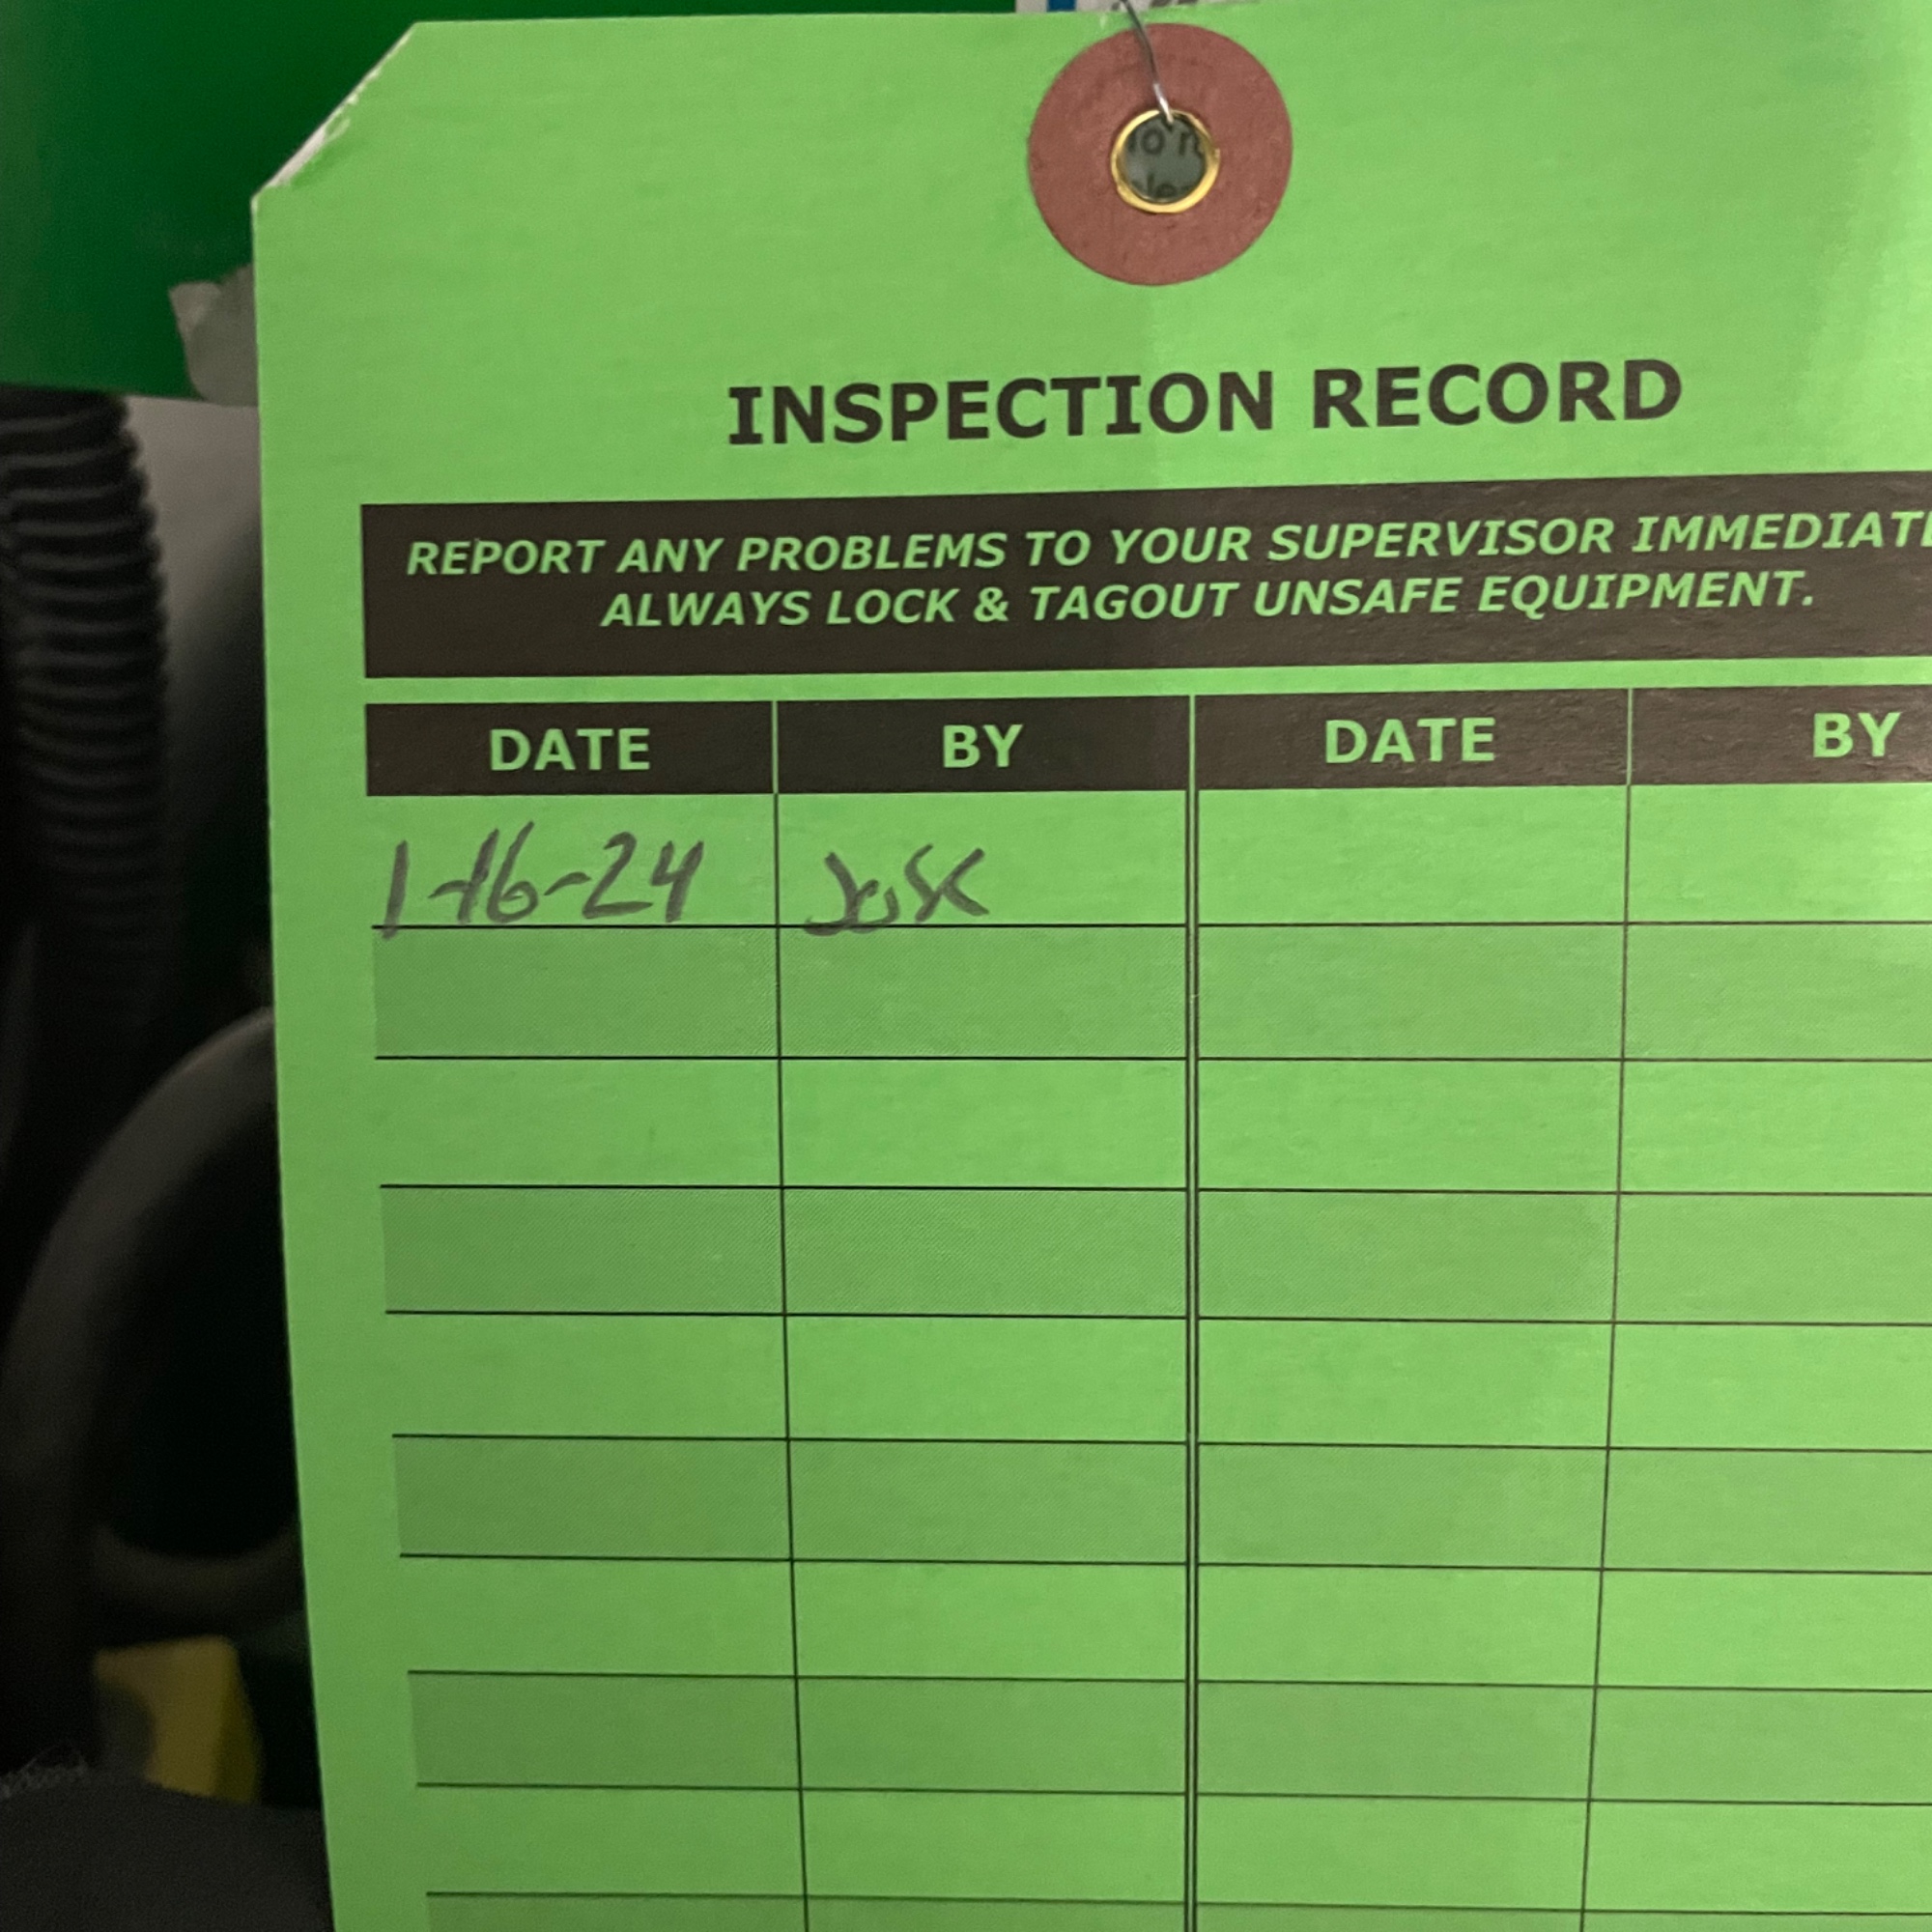 INSPECTION RECORD
REPORT ANY PROBLEMS TO YOUR SUPERVISOR IMMEDIATE
ALWAYS LOCK & TAGOUT UNSAFE EQUIPMENT.
DATE BY DATE BY
1-16-24